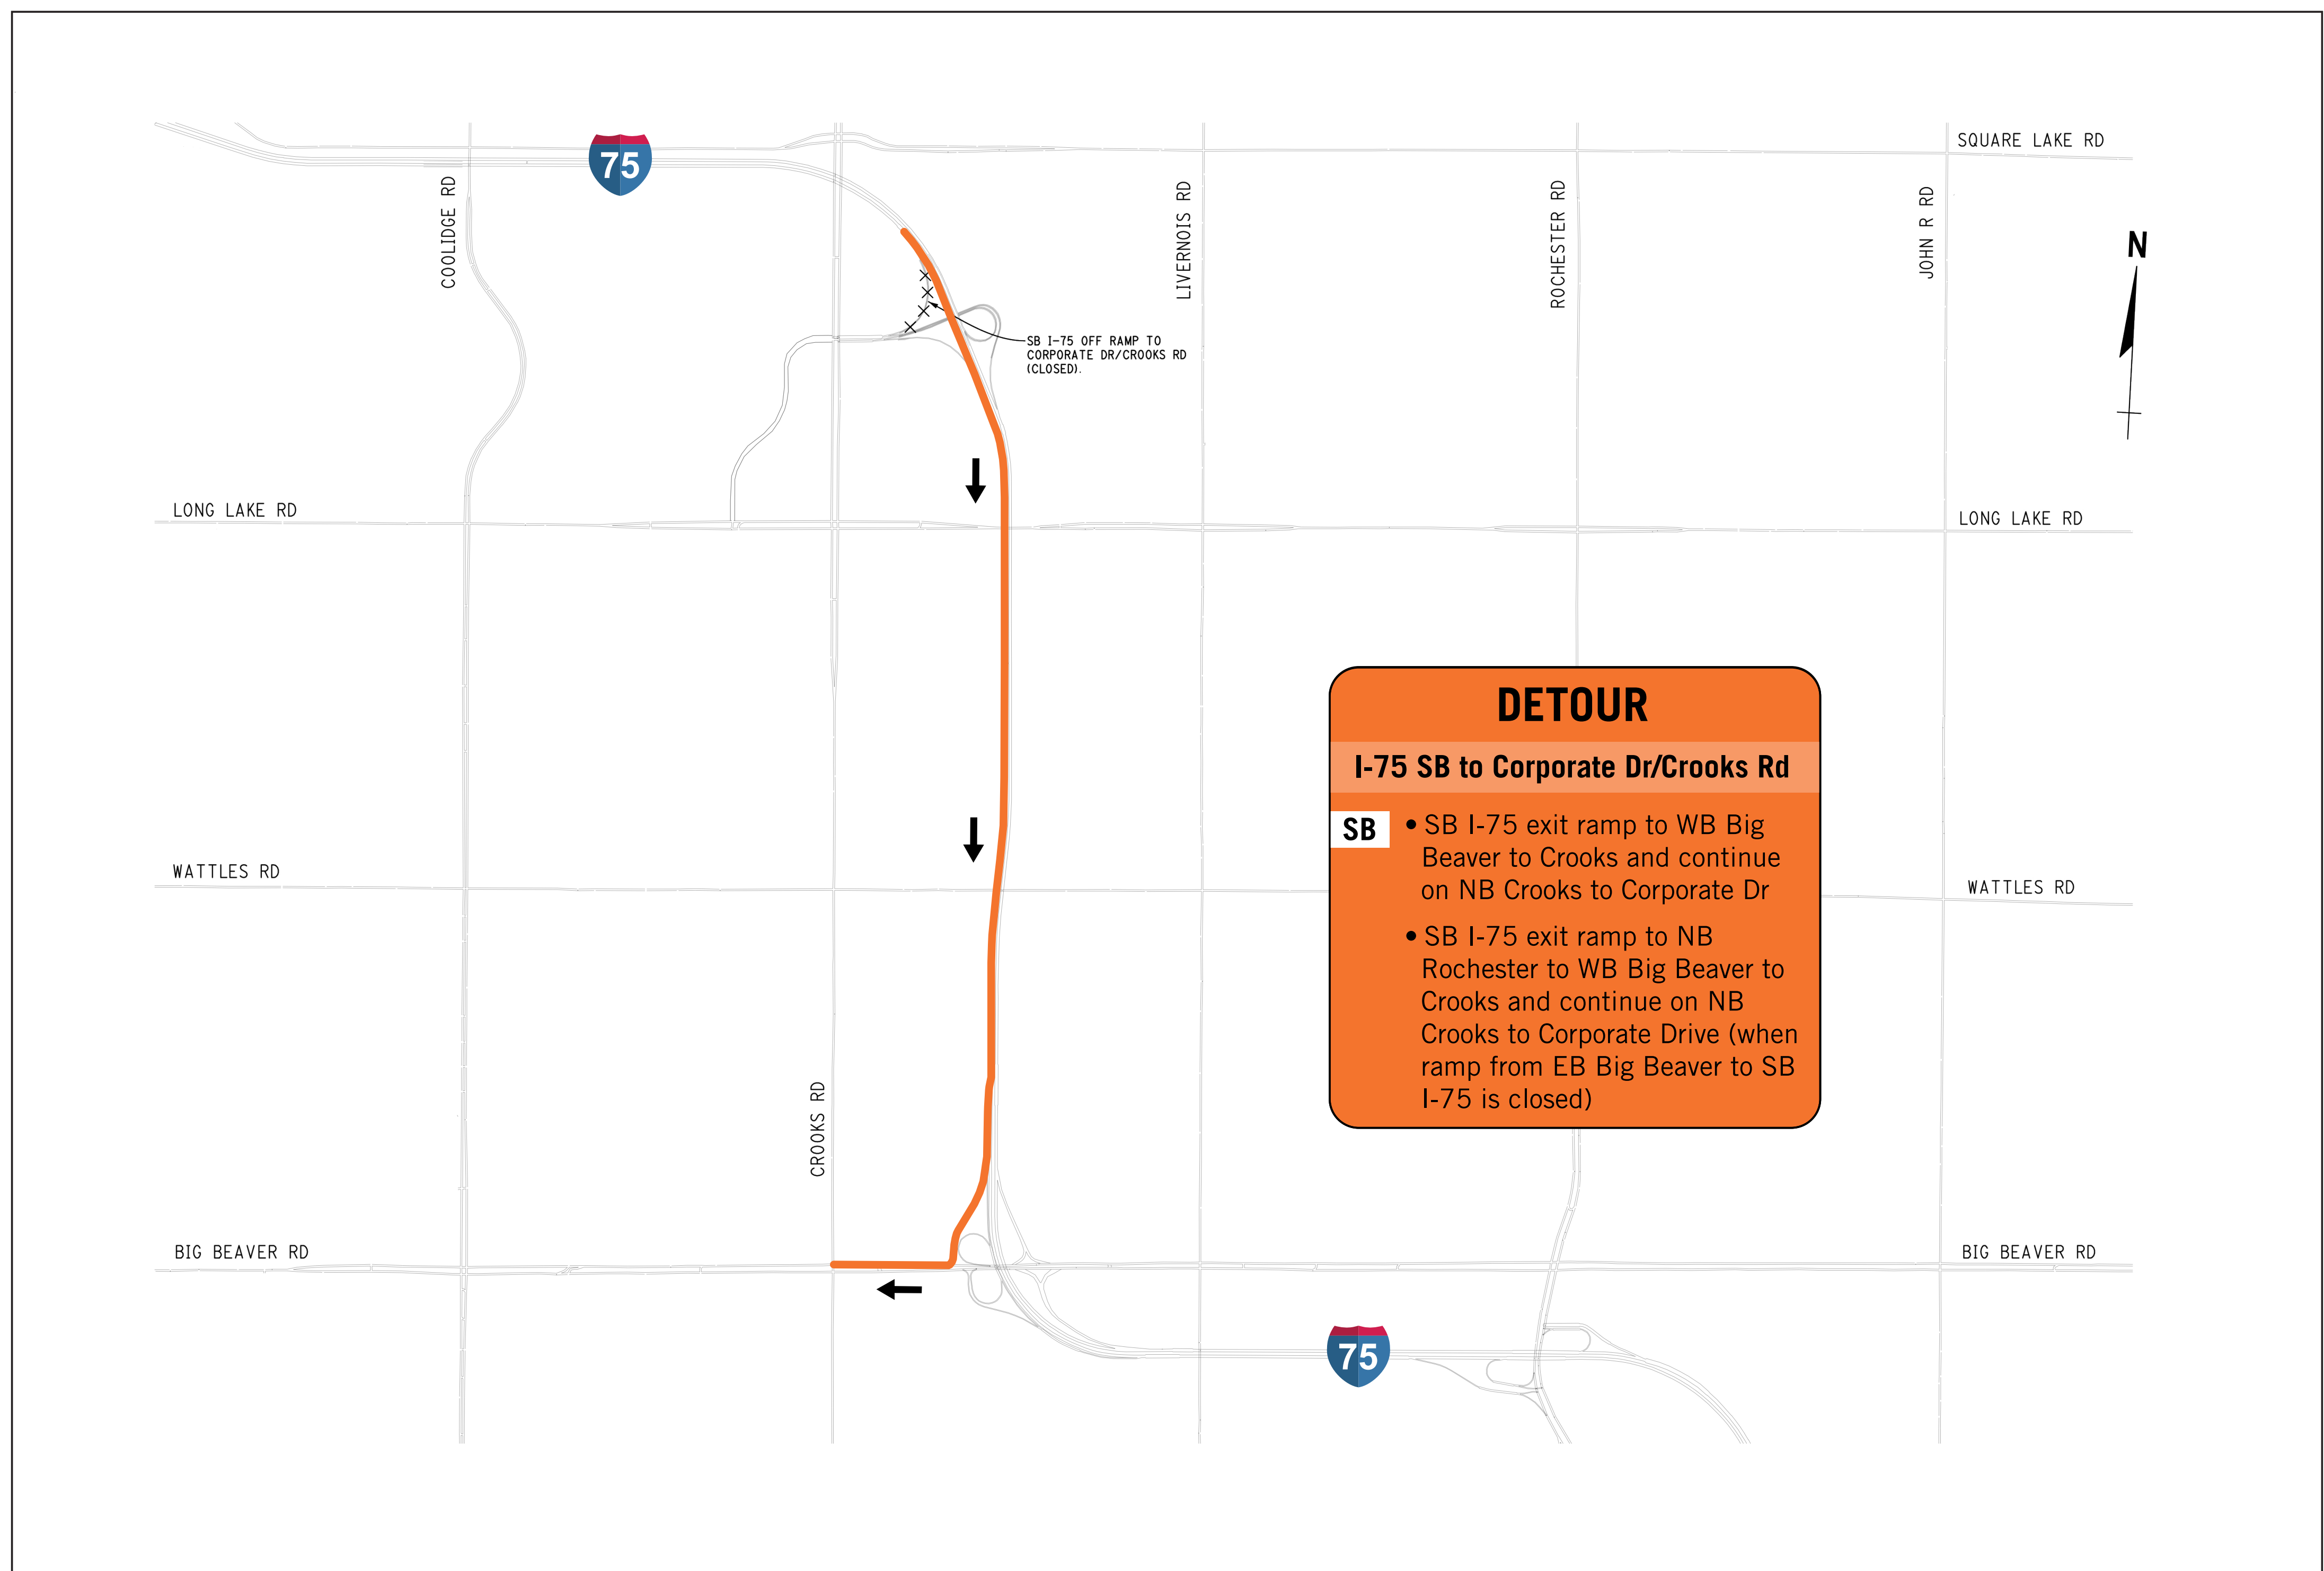 SQUARE LAKE RD
75
COOLIDGE RD
LIVERNOIS RD
ROCHESTER RD
JOHN R RD
N
SB I-75 OFF RAMP TO
CORPORATE DR/CROOKS RD
(CLOSED).
LONG LAKE RD
LONG LAKE RD
DETOUR
I-75 SB to Corporate Dr/Crooks Rd
SB
• SB I-75 exit ramp to WB Big
Beaver to Crooks and continue
on NB Crooks to Corporate Dr
• SB I-75 exit ramp to NB
Rochester to WB Big Beaver to
Crooks and continue on NB
Crooks to Corporate Drive (when
ramp from EB Big Beaver to SB
I-75 is closed)
WATTLES RD
WATTLES RD
CROOKS RD
BIG BEAVER RD
BIG BEAVER RD
75